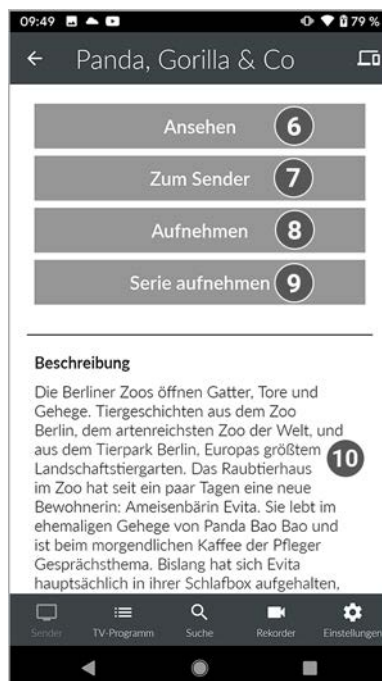 09:49 79 %
Panda, Gorilla & Co
Ansehen 6
Zum Sender 7
Aufnehmen 8
Serie aufnehmen 9
Beschreibung
Die Berliner Zoos öffnen Gatter, Tore und
Gehege. Tiergeschichten aus dem Zoo
Berlin, dem artenreichsten Zoo der Welt, und
aus dem Tierpark Berlin, Europas größtem
Landschaftstiergarten. Das Raubtierhaus 10
im Zoo hat seit ein paar Tagen eine neue
Bewohnerin: Ameisenbärin Evita. Sie lebt im
ehemaligen Gehege von Panda Bao Bao und
ist beim morgendlichen Kaffee der Pfleger
Gesprächsthema. Bislang hat sich Evita
hauptsächlich in ihrer Schlafbox aufgehalten,
Sender TV-Programm Suche Rekorder Einstellungen